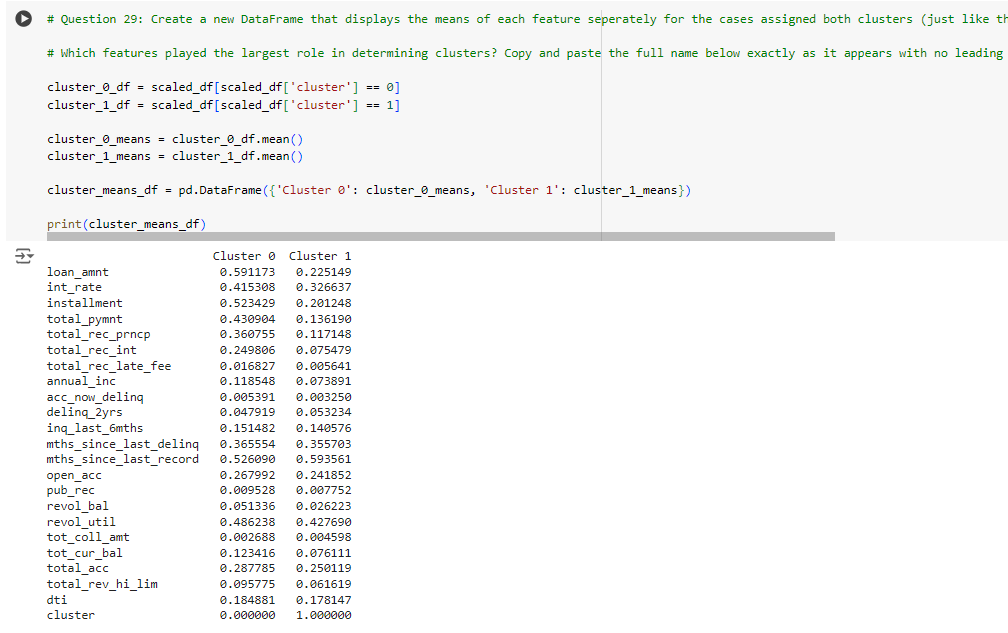 # Question 29: Create a new DataFrame that displays the means of each feature seperately for the cases assigned both clusters (just like
# Which features played the largest role in determining clusters? Copy and paste the full name below exactly as it appears with no leading
cluster_0_df = scaled_df[scaled_df['cluster'] == 0]
cluster_1_df = scaled_df[scaled_df['cluster'] == 1]
cluster_0_means = cluster_0_df.mean()
cluster_1_means = cluster_1_df.mean()
cluster_means_df = pd.DataFrame({'Cluster 0': cluster_0_means, 'Cluster 1': cluster_1_means})
print(cluster_means_df)
Cluster 0 Cluster 1
loan_amnt 0.591173 0.225149
int_rate 0.415308 0.326637
installment 0.523429 0.201248
total_pymnt 0.430904 0.136190
total_rec_prncp 0.360755 0.117148
total_rec_int 0.249806 0.075479
total_rec_late_fee 0.016827 0.005641
annual_inc 0.118548 0.073891
acc_now_delinq 0.005391 0.003250
delinq_2yrs 0.047919 0.053234
inq_last_6mths 0.151482 0.140576
mths_since_last_delinq 0.365554 0.355703
mths_since_last_record 0.526090 0.593561
open_acc 0.267992 0.241852
pub_rec 0.009528 0.007752
revol_bal 0.051336 0.026223
revol_util 0.486238 0.427690
tot_coll_amt 0.002688 0.004598
tot_cur_bal 0.123416 0.076111
total_acc 0.287785 0.250119
total_rev_hi_lim 0.095775 0.061619
dti 0.184881 0.178147
cluster 0.000000 1.000000